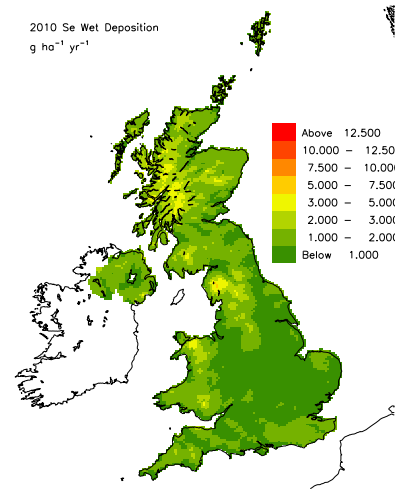 2010 Se Wet Deposition
g ha⁻¹ yr⁻¹
Above 12.500
10.000 – 12.50
7.500 – 10.000
5.000 – 7.500
3.000 – 5.000
2.000 – 3.000
1.000 – 2.000
Below 1.000